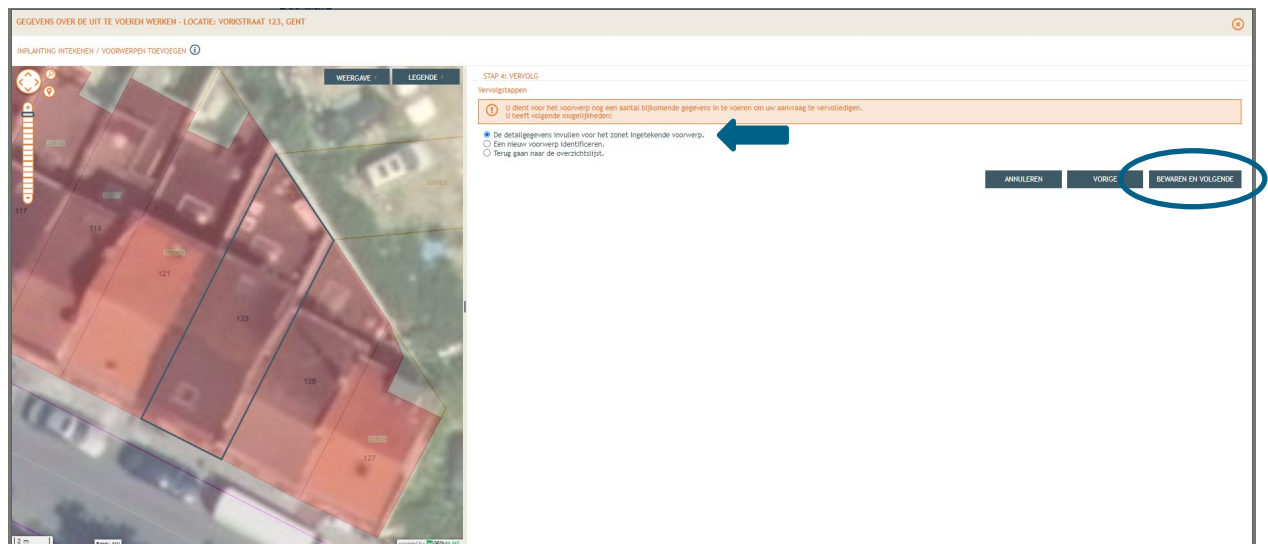 GEGEVENS OVER DE UIT TE VOEREN WERKEN - LOCATIE: VORKSTRAAT 123, GENT
INPLANTING INTEKENEN / VOORWERPEN TOEVOEGEN
WEERGAVE
LEGENDE
STAP 4: VERVOLG
Vervolgstappen
U dient voor het voorwerp nog een aantal bijkomende gegevens in te voeren om uw aanvraag te vervolledigen.
U heeft volgende mogelijkheden:
De detailgegevens invullen voor het zonet ingetekende voorwerp.
Een nieuw voorwerp identificeren.
Terug gaan naar de overzichtslijst.
ANNULEREN
VORIGE
BEWAREN EN VOLGENDE
117
119
121
123
125
127
2 m